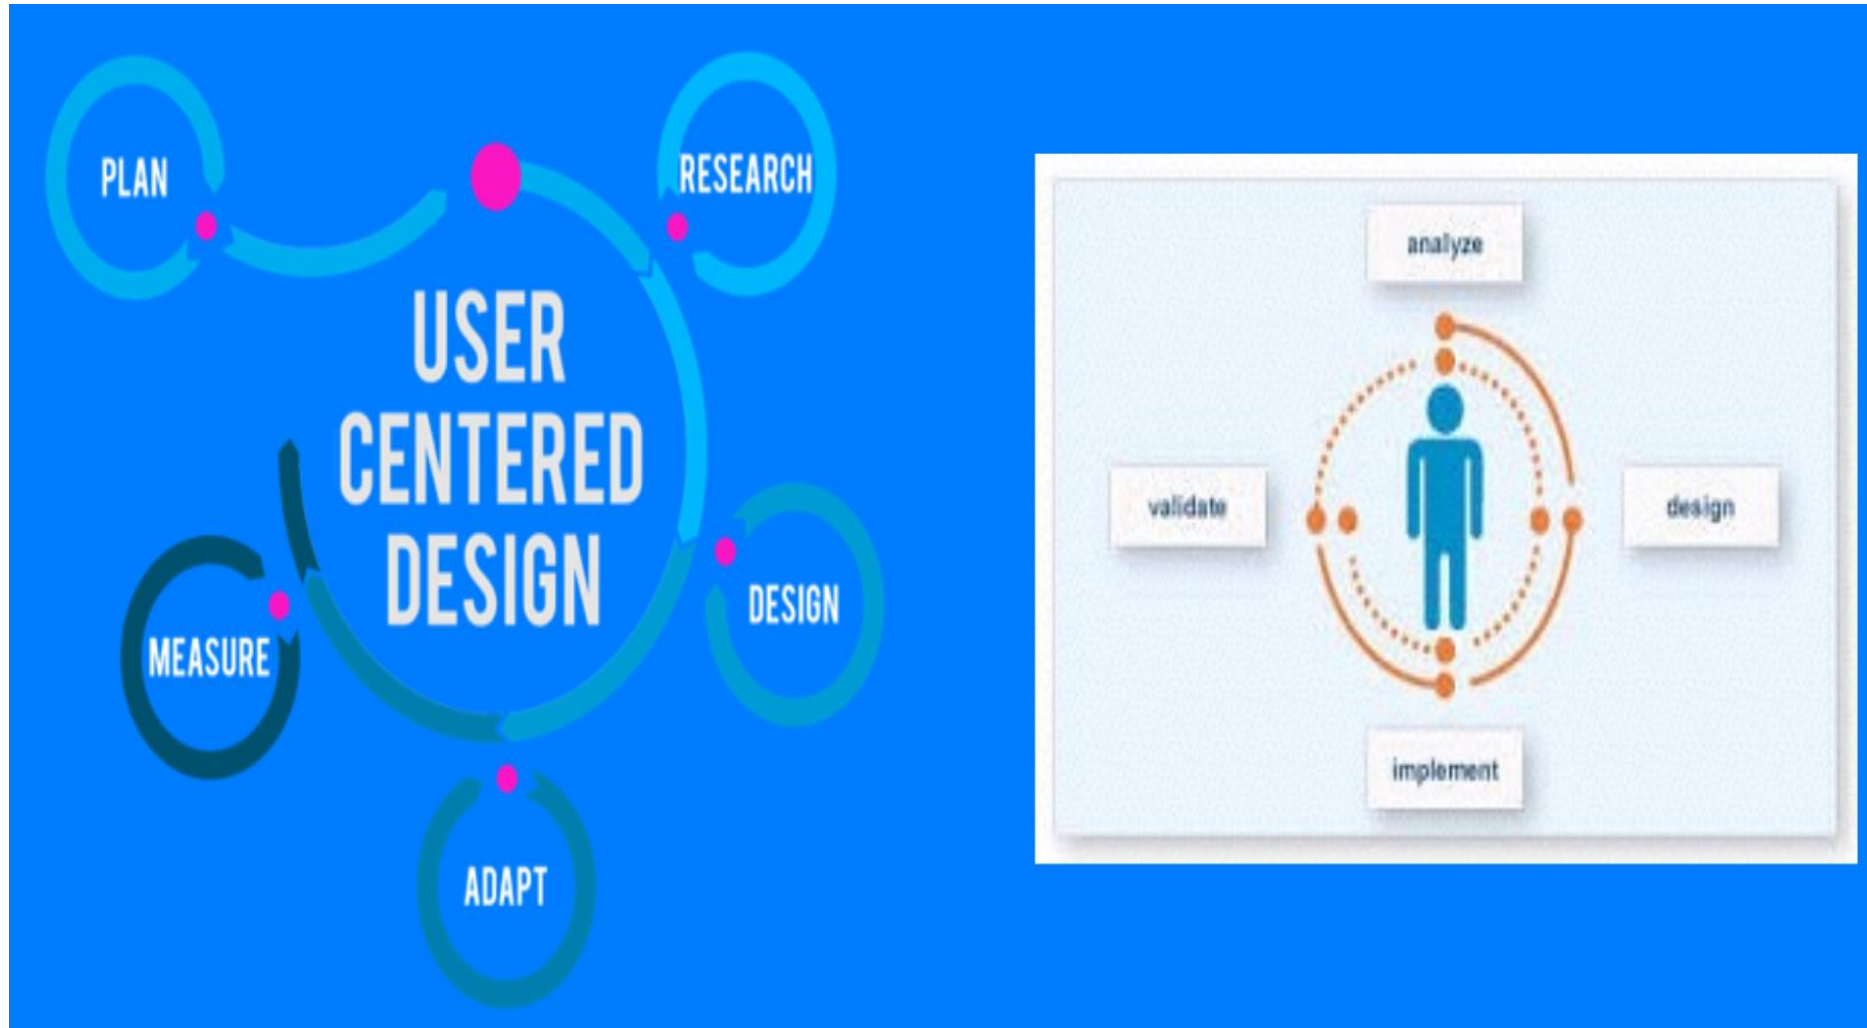 PLAN
RESEARCH
USER
CENTERED
DESIGN
DESIGN
MEASURE
ADAPT
analyze
validate
design
implement